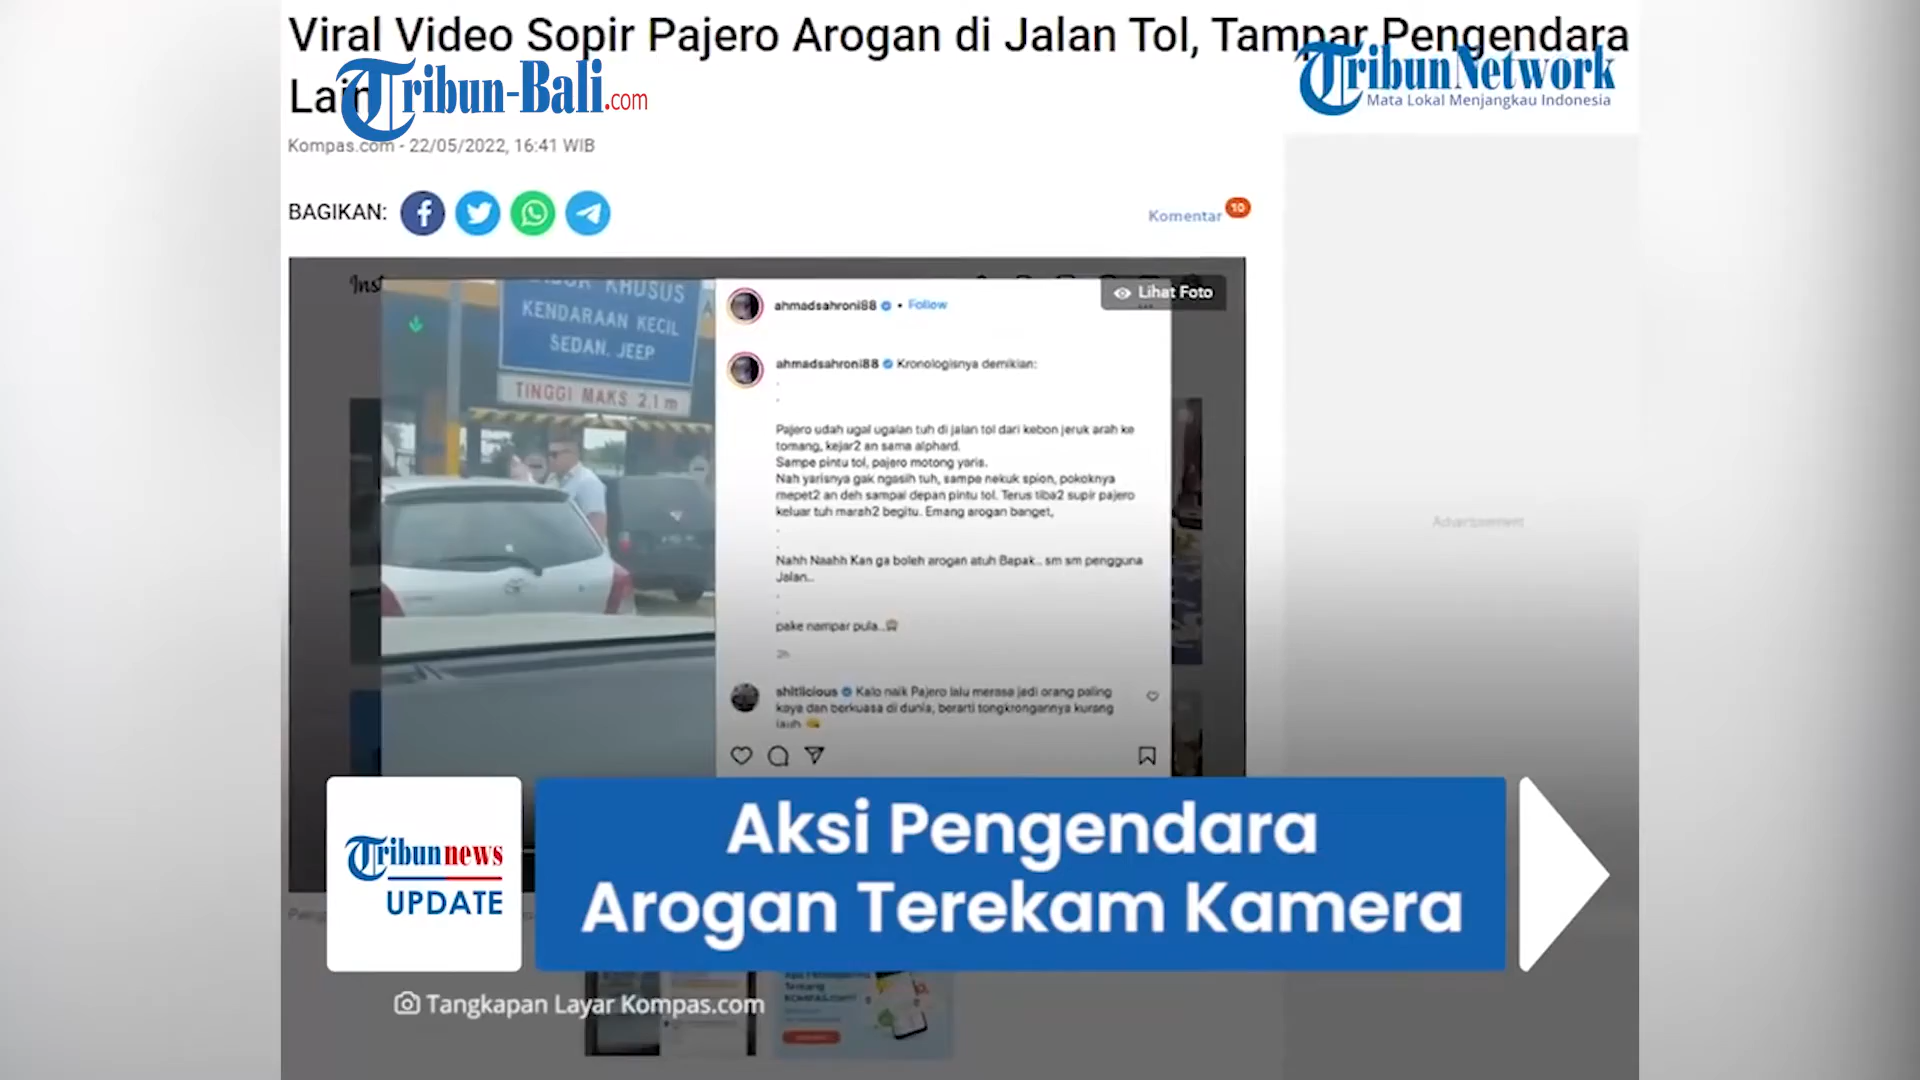 Viral Video Sopir Pajero Arogan di Jalan Tol, Tampar Pengendara
Lain
Tribun-Bali.com
TribunNetwork
Mata Lokal Menjangkau Indonesia
Kompas.com - 22/05/2022, 16:41 WIB
BAGIKAN:
Komentar 10
Lihat Foto
KHUSUS
KENDARAAN KECIL
SEDAN. JEEP
TINGGI MAKS 2.1 m
ahmadsahroni88 • Follow
ahmadsahroni88 Kronologisnya demikian:
.
.
Pajero udah ugal ugalan tuh di jalan tol dari kebon jeruk arah ke
tomang, kejar2 an sama alphard.
Sampe pintu tol, pajero motong yaris.
Nah yarisnya gak ngasih tuh, sampe nekuk spion, pokoknya
mepet2 an deh sampai depan pintu tol. Terus tiba2 supir pajero
keluar tuh marah2 begitu. Emang arogan banget,
.
.
Nahh Naahh Kan ga boleh arogan atuh Bapak.. sm sm pengguna
Jalan..
.
.
pake nampar pula..
2h
shitlicious Kalo naik Pajero lalu merasa jadi orang paling
kaya dan berkuasa di dunia, berarti tongkrongannya kurang
jauh
Advertisement
Tribunnews
UPDATE
Aksi Pengendara
Arogan Terekam Kamera
Tangkapan Layar Kompas.com